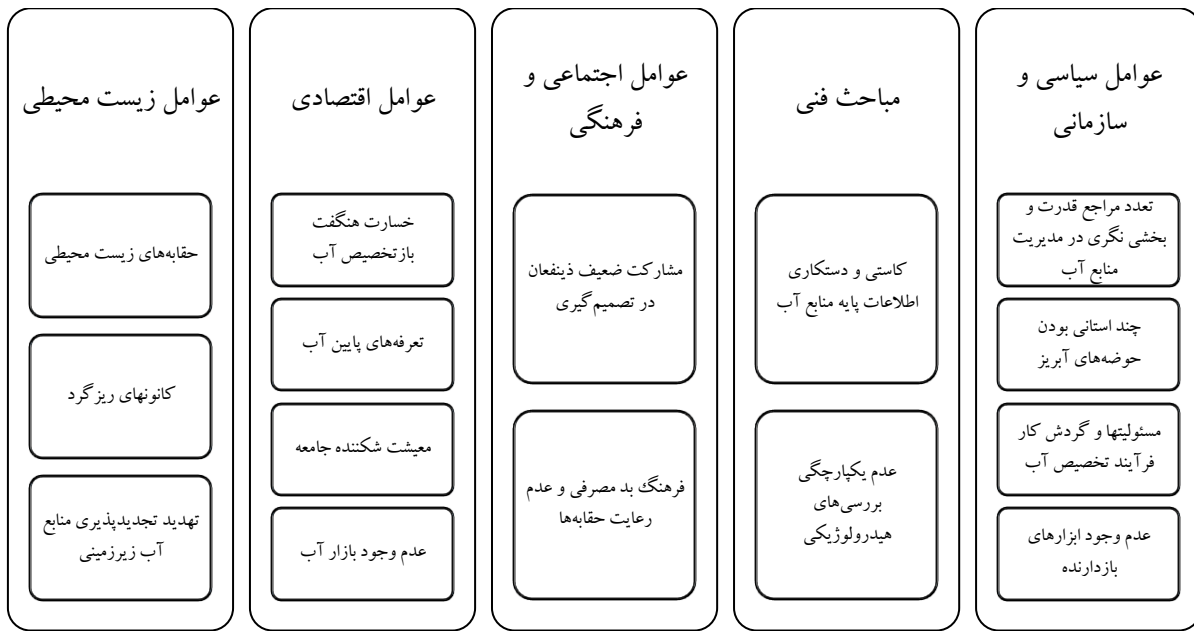 عوامل سیاسی و
سازمانی
تعدد مراجع قدرت و
بخشی نگری در مدیریت
منابع آب
چند استانی بودن
حوضه‌های آبریز
مسئولیتها و گردش کار
فرآیند تخصیص آب
عدم وجود ابزارهای
بازدارنده
مباحث فنی
کاستی و دستکاری
اطلاعات پایه منابع آب
عدم یکپارچگی
بررسی‌های
هیدرولوژیکی
عوامل اجتماعی و
فرهنگی
مشارکت ضعیف ذینفعان
در تصمیم‌گیری
فرهنگ بد مصرفی و عدم
رعایت حقابه‌ها
عوامل اقتصادی
خسارت هنگفت
بازتخصیص آب
تعرفه‌های پایین آب
معیشت شکننده جامعه
عدم وجود بازار آب
عوامل زیست محیطی
حقابه‌های زیست محیطی
کانونهای ریزگرد
تهدید تجدیدپذیری منابع
آب زیرزمینی